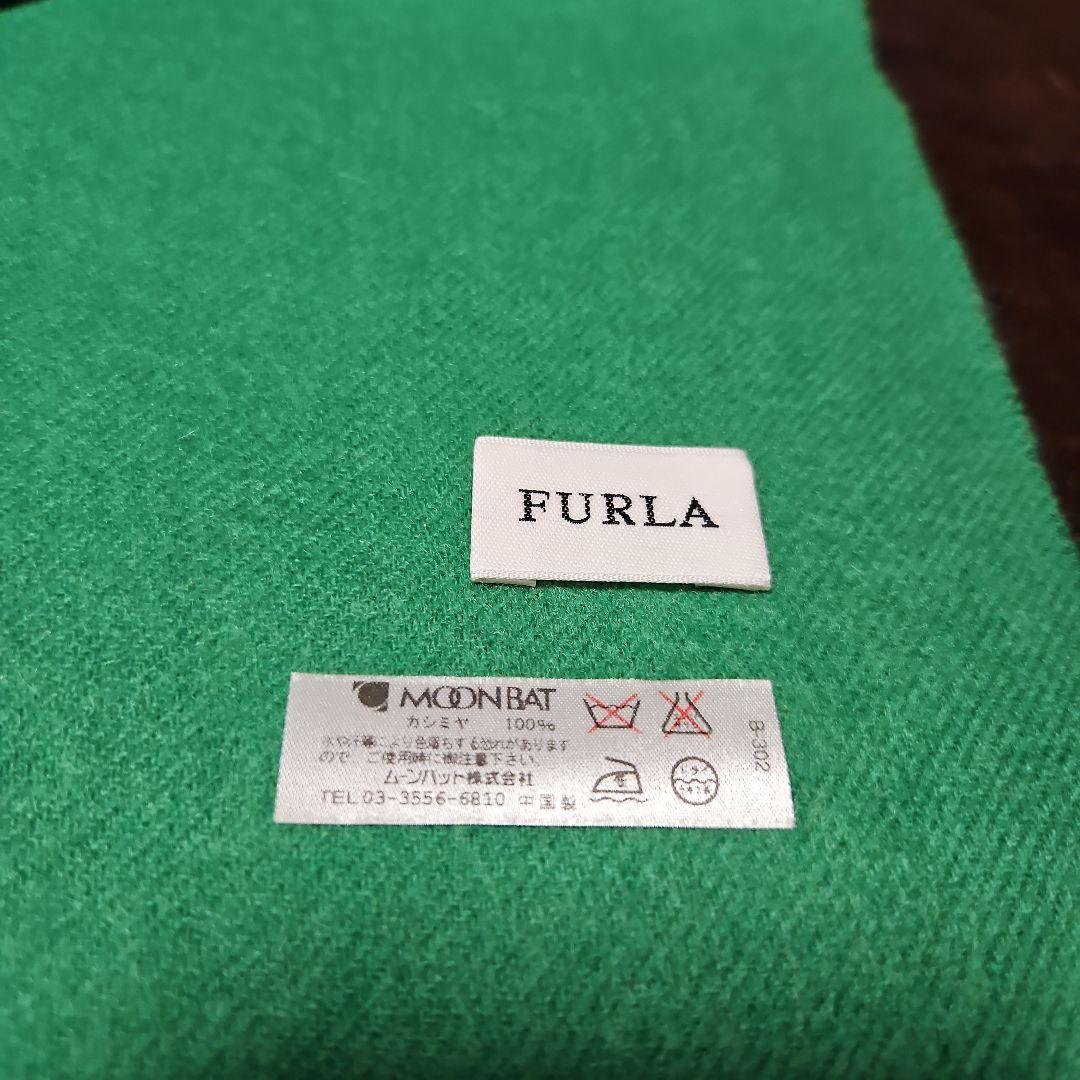 FURLA
MOONBAT
カシミヤ 100%
水や汗等により色落ちする恐れがあります
ので、ご使用時に御注意下さい。
ムーンバット株式会社
TEL 03-3556-6810 中国製
B-302